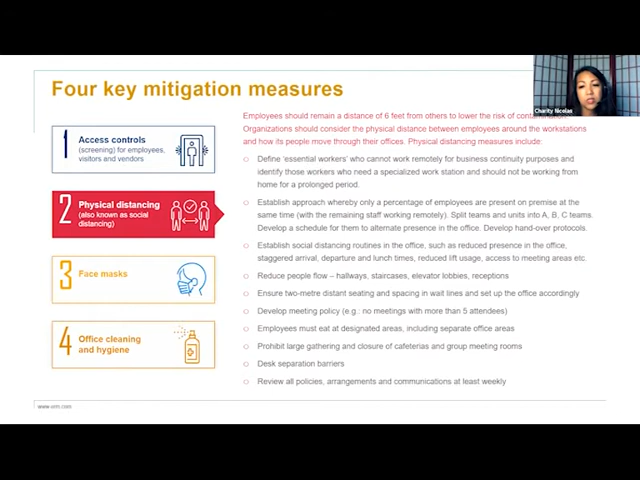 Four key mitigation measures
Charity Nicolas
1
Access controls
(screening) for employees,
visitors and vendors
2
Physical distancing
(also known as social
distancing)
3
Face masks
4
Office cleaning
and hygiene
Employees should remain a distance of 6 feet from others to lower the risk of contamination.
Organizations should consider the physical distance between employees around the workstations
and how its people move through their offices. Physical distancing measures include:
Define 'essential workers' who cannot work remotely for business continuity purposes and
identify those workers who need a specialized work station and should not be working from
home for a prolonged period.
Establish approach whereby only a percentage of employees are present on premise at the
same time (with the remaining staff working remotely). Split teams and units into A, B, C teams.
Develop a schedule for them to alternate presence in the office. Develop hand-over protocols.
Establish social distancing routines in the office, such as reduced presence in the office,
staggered arrival, departure and lunch times, reduced lift usage, access to meeting areas etc.
Reduce people flow – hallways, staircases, elevator lobbies, receptions
Ensure two-metre distant seating and spacing in wait lines and set up the office accordingly
Develop meeting policy (e.g.: no meetings with more than 5 attendees)
Employees must eat at designated areas, including separate office areas
Prohibit large gathering and closure of cafeterias and group meeting rooms
Desk separation barriers
Review all policies, arrangements and communications at least weekly
www.erm.com